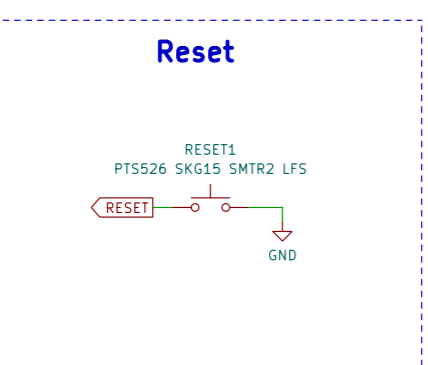 Reset
RESET1
PTS526 SKG15 SMTR2 LFS
RESET
GND